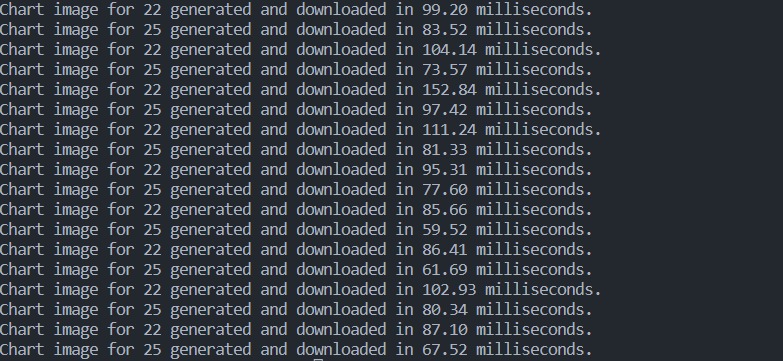 Chart image for 22 generated and downloaded in 99.20 milliseconds.
Chart image for 25 generated and downloaded in 83.52 milliseconds.
Chart image for 22 generated and downloaded in 104.14 milliseconds.
Chart image for 25 generated and downloaded in 73.57 milliseconds.
Chart image for 22 generated and downloaded in 152.84 milliseconds.
Chart image for 25 generated and downloaded in 97.42 milliseconds.
Chart image for 22 generated and downloaded in 111.24 milliseconds.
Chart image for 25 generated and downloaded in 81.33 milliseconds.
Chart image for 22 generated and downloaded in 95.31 milliseconds.
Chart image for 25 generated and downloaded in 77.60 milliseconds.
Chart image for 22 generated and downloaded in 85.66 milliseconds.
Chart image for 25 generated and downloaded in 59.52 milliseconds.
Chart image for 22 generated and downloaded in 86.41 milliseconds.
Chart image for 25 generated and downloaded in 61.69 milliseconds.
Chart image for 22 generated and downloaded in 102.93 milliseconds.
Chart image for 25 generated and downloaded in 80.34 milliseconds.
Chart image for 22 generated and downloaded in 87.10 milliseconds.
Chart image for 25 generated and downloaded in 67.52 milliseconds.